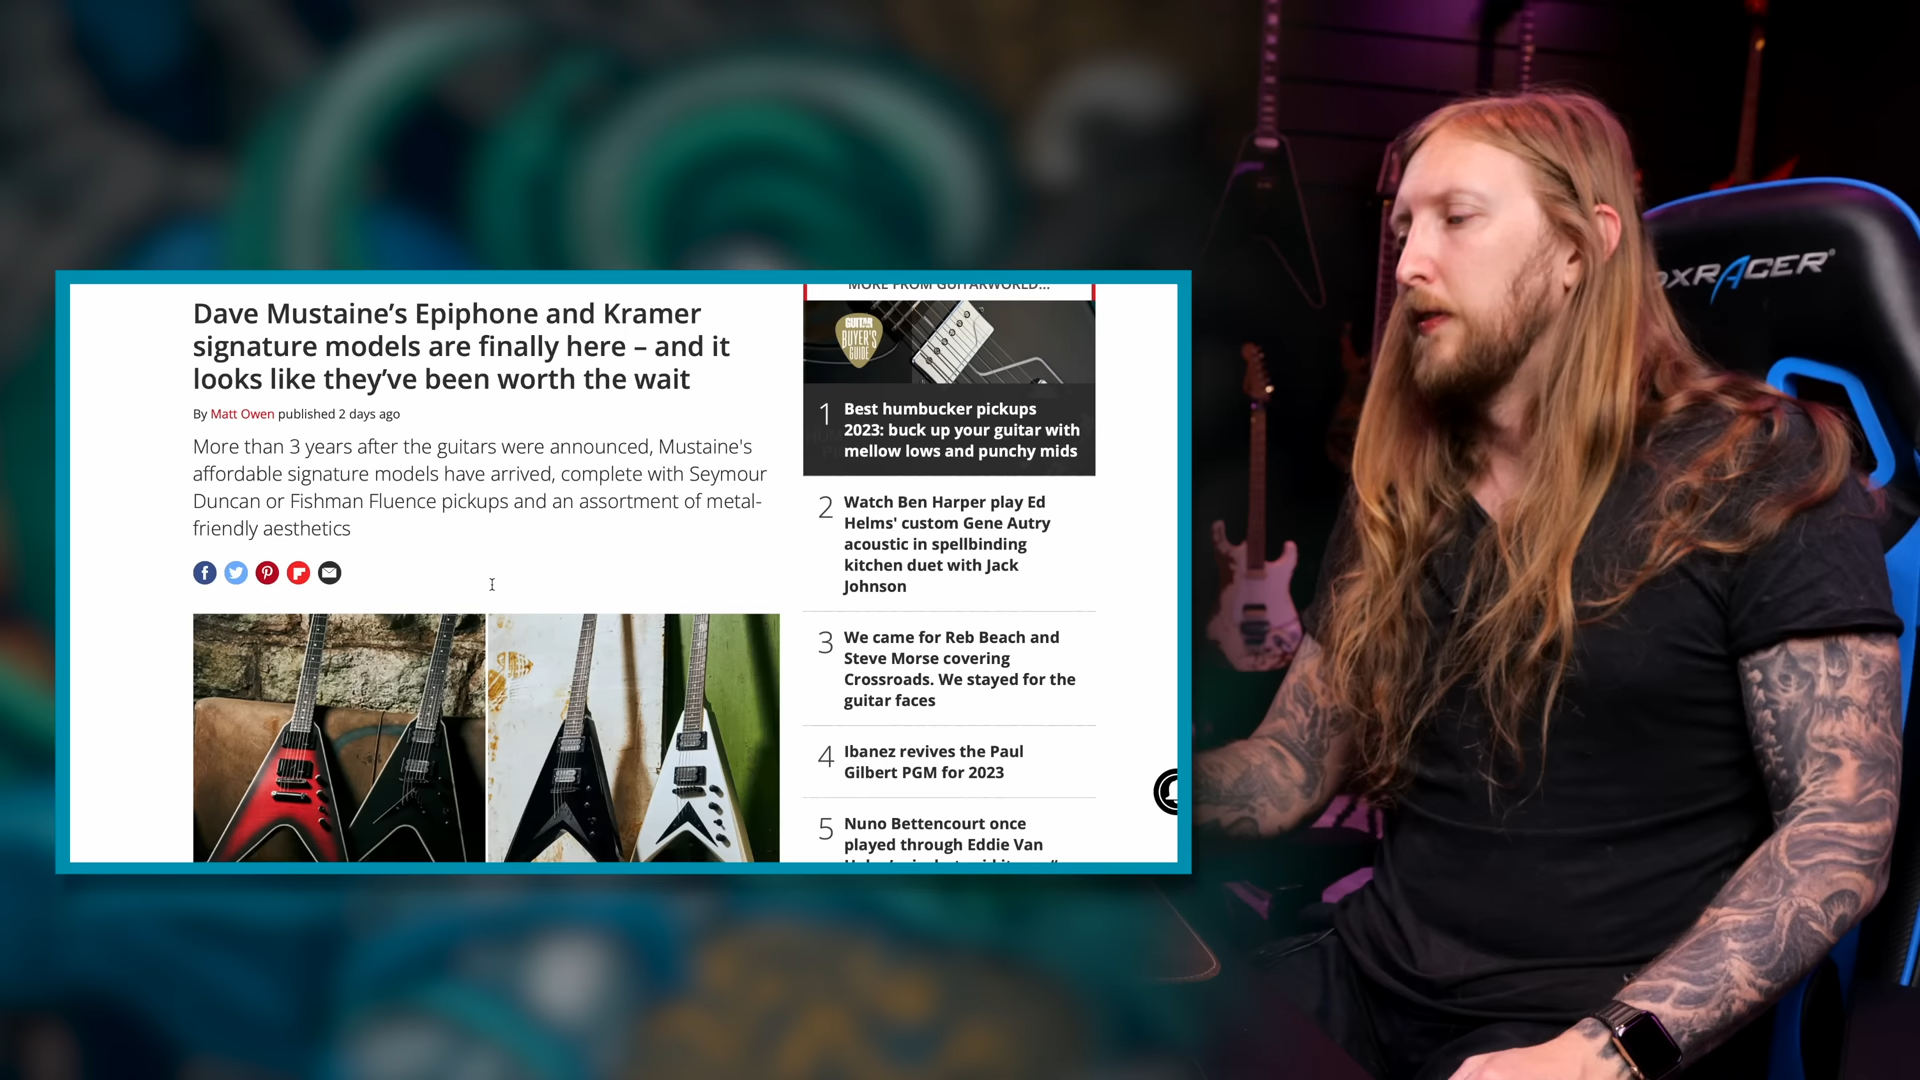 Dave Mustaine’s Epiphone and Kramer
signature models are finally here – and it
looks like they’ve been worth the wait
By Matt Owen published 2 days ago
More than 3 years after the guitars were announced, Mustaine's
affordable signature models have arrived, complete with Seymour
Duncan or Fishman Fluence pickups and an assortment of metal-
friendly aesthetics
MORE FROM GUITARWORLD...
GUITAR
BUYER'S
GUIDE
1 Best humbucker pickups
2023: buck up your guitar with
mellow lows and punchy mids
2 Watch Ben Harper play Ed
Helms' custom Gene Autry
acoustic in spellbinding
kitchen duet with Jack
Johnson
3 We came for Reb Beach and
Steve Morse covering
Crossroads. We stayed for the
guitar faces
4 Ibanez revives the Paul
Gilbert PGM for 2023
5 Nuno Bettencourt once
played through Eddie Van
DXRACER®